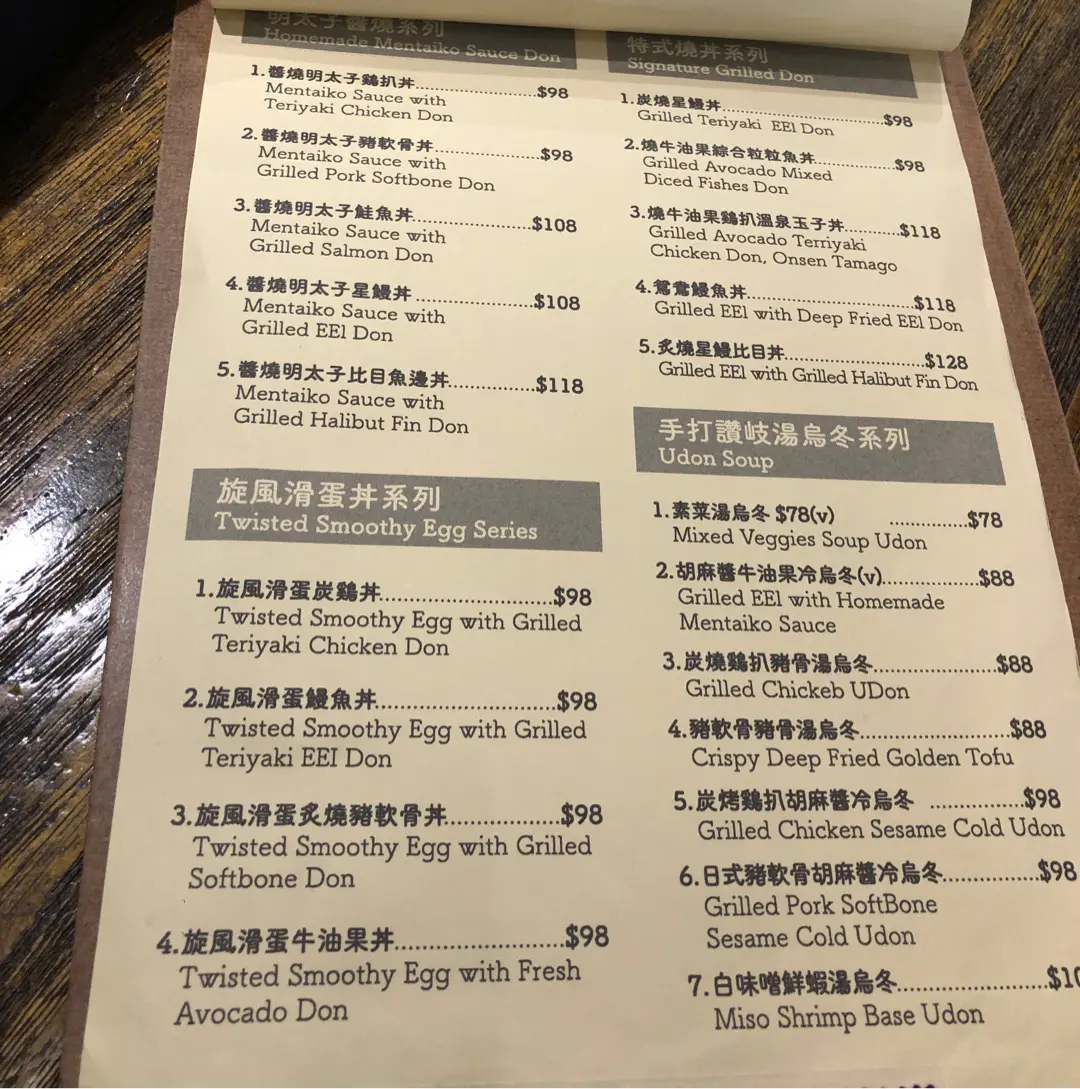 明太子醬燒系列
Homemade Mentaiko Sauce Don
1.醬燒明太子鷄扒丼..................$98
Mentaiko Sauce with
Teriyaki Chicken Don
2.醬燒明太子豬軟骨丼..................$98
Mentaiko Sauce with
Grilled Pork Softbone Don
3.醬燒明太子鮭魚丼..................$108
Mentaiko Sauce with
Grilled Salmon Don
4.醬燒明太子星鰻丼..................$108
Mentaiko Sauce with
Grilled EEl Don
5.醬燒明太子比目魚邊丼.............$118
Mentaiko Sauce with
Grilled Halibut Fin Don
旋風滑蛋丼系列
Twisted Smoothy Egg Series
1.旋風滑蛋炭鷄丼..........................$98
Twisted Smoothy Egg with Grilled
Teriyaki Chicken Don
2.旋風滑蛋鰻魚丼..........................$98
Twisted Smoothy Egg with Grilled
Teriyaki EEI Don
3.旋風滑蛋炙燒豬軟骨丼................$98
Twisted Smoothy Egg with Grilled
Softbone Don
4.旋風滑蛋牛油果丼........................$98
Twisted Smoothy Egg with Fresh
Avocado Don
特式燒丼系列
Signature Grilled Don
1.炭燒星鰻丼..........................$98
Grilled Teriyaki EEl Don
2.燒牛油果綜合粒粒魚丼.............$98
Grilled Avocado Mixed
Diced Fishes Don
3.燒牛油果鷄扒溫泉玉子丼..........$118
Grilled Avocado Terriyaki
Chicken Don, Onsen Tamago
4.鴛鴦鰻魚丼..........................$118
Grilled EEl with Deep Fried EEl Don
5.炙燒星鰻比目丼......................$128
Grilled EEl with Grilled Halibut Fin Don
手打讚岐湯烏冬系列
Udon Soup
1.素菜湯烏冬 $78(v) ..............$78
Mixed Veggies Soup Udon
2.胡麻醬牛油果冷烏冬(v)...............$88
Grilled EEl with Homemade
Mentaiko Sauce
3.炭燒鷄扒豬骨湯烏冬...................$88
Grilled Chickeb UDon
4.豬軟骨豬骨湯烏冬.......................$88
Crispy Deep Fried Golden Tofu
5.炭烤鷄扒胡麻醬冷烏冬 ...............$98
Grilled Chicken Sesame Cold Udon
6.日式豬軟骨胡麻醬冷烏冬...............$98
Grilled Pork SoftBone
Sesame Cold Udon
7.白味噌鮮蝦湯烏冬.......................$10
Miso Shrimp Base Udon